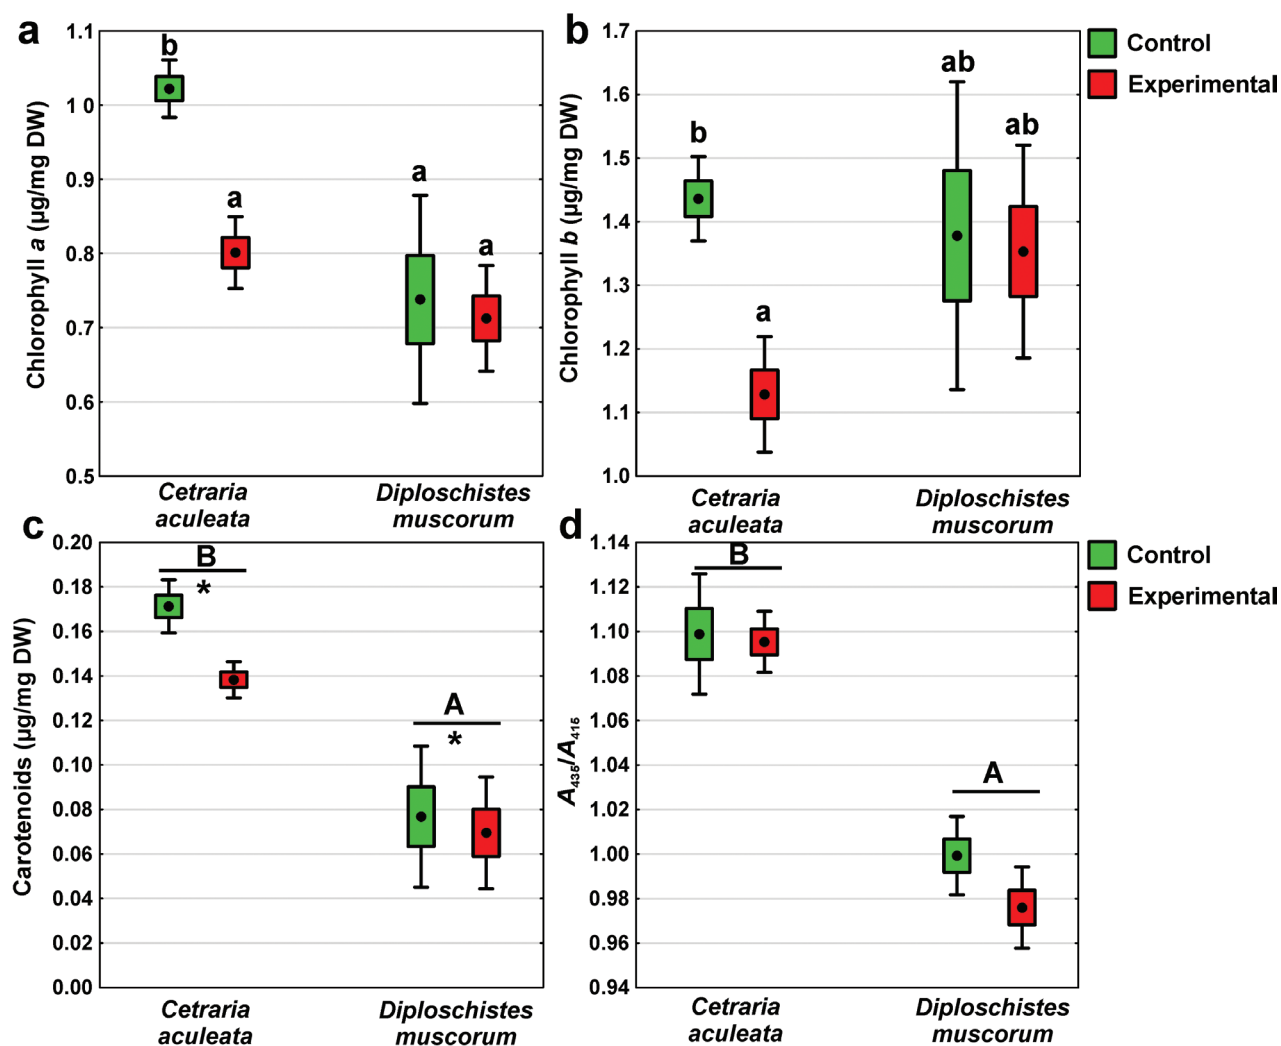 a
Chlorophyll a (µg/mg DW)
1.1
1.0
0.9
0.8
0.7
0.6
0.5
b
a
a
a
Cetraria
aculeata
Diploschistes
muscorum
b
Chlorophyll b (µg/mg DW)
1.7
1.6
1.5
1.4
1.3
1.2
1.1
1.0
b
a
ab
ab
Cetraria
aculeata
Diploschistes
muscorum
Control
Experimental
c
Carotenoids (µg/mg DW)
0.20
0.18
0.16
0.14
0.12
0.10
0.08
0.06
0.04
0.02
0.00
B
*
A
*
Cetraria
aculeata
Diploschistes
muscorum
d
A435/A415
1.14
1.12
1.10
1.08
1.06
1.04
1.02
1.00
0.98
0.96
0.94
B
A
Cetraria
aculeata
Diploschistes
muscorum
Control
Experimental